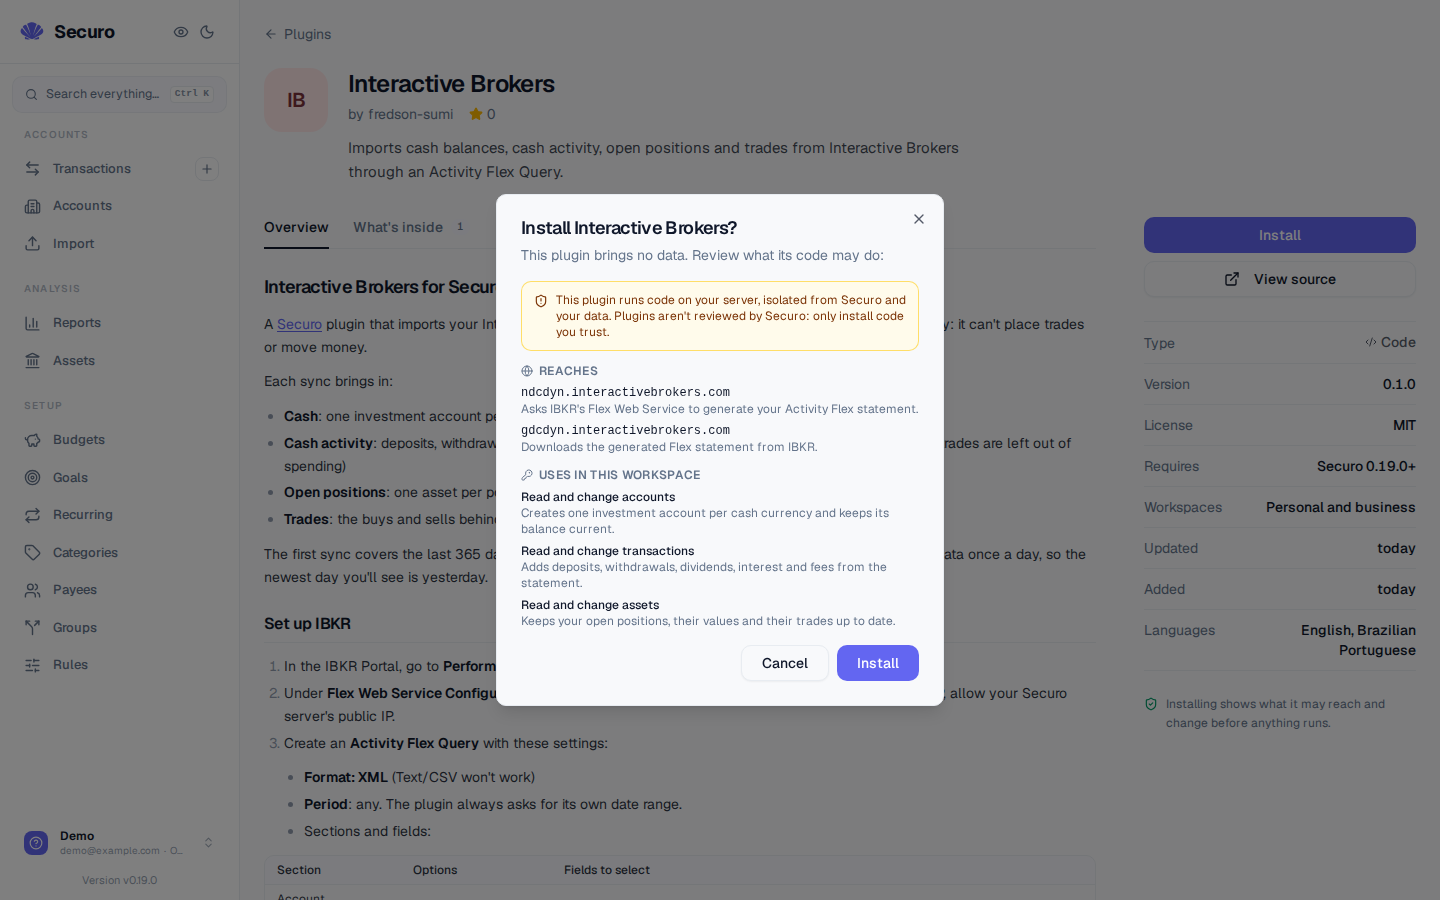 Securo
Search everything...
Ctrl K
ACCOUNTS
Transactions
Accounts
Import
ANALYSIS
Reports
Assets
SETUP
Budgets
Goals
Recurring
Categories
Payees
Groups
Rules
Demo
demo@example.com · O...
Version v0.19.0
Plugins
IB
Interactive Brokers
by fredson-sumi
0
Imports cash balances, cash activity, open positions and trades from Interactive Brokers
through an Activity Flex Query.
Overview
What's inside 1
Interactive Brokers for Secur
A Securo plugin that imports your Int
y: it can't place trades
or move money.
Each sync brings in:
Cash: one investment account pe
Cash activity: deposits, withdraw
rades are left out of
spending)
Open positions: one asset per po
Trades: the buys and sells behin
The first sync covers the last 365 da
ata once a day, so the
newest day you'll see is yesterday.
Set up IBKR
1. In the IBKR Portal, go to Perform
2. Under Flex Web Service Configu
, allow your Securo
server's public IP.
3. Create an Activity Flex Query with these settings:
Format: XML (Text/CSV won't work)
Period: any. The plugin always asks for its own date range.
Sections and fields:
Section
Options
Fields to select
Account
Install Interactive Brokers?
This plugin brings no data. Review what its code may do:
This plugin runs code on your server, isolated from Securo and
your data. Plugins aren't reviewed by Securo: only install code
you trust.
REACHES
ndcdyn.interactivebrokers.com
Asks IBKR's Flex Web Service to generate your Activity Flex statement.
gdcdyn.interactivebrokers.com
Downloads the generated Flex statement from IBKR.
USES IN THIS WORKSPACE
Read and change accounts
Creates one investment account per cash currency and keeps its
balance current.
Read and change transactions
Adds deposits, withdrawals, dividends, interest and fees from the
statement.
Read and change assets
Keeps your open positions, their values and their trades up to date.
Cancel
Install
Install
View source
Type
Code
Version
0.1.0
License
MIT
Requires
Securo 0.19.0+
Workspaces
Personal and business
Updated
today
Added
today
Languages
English, Brazilian
Portuguese
Installing shows what it may reach and
change before anything runs.